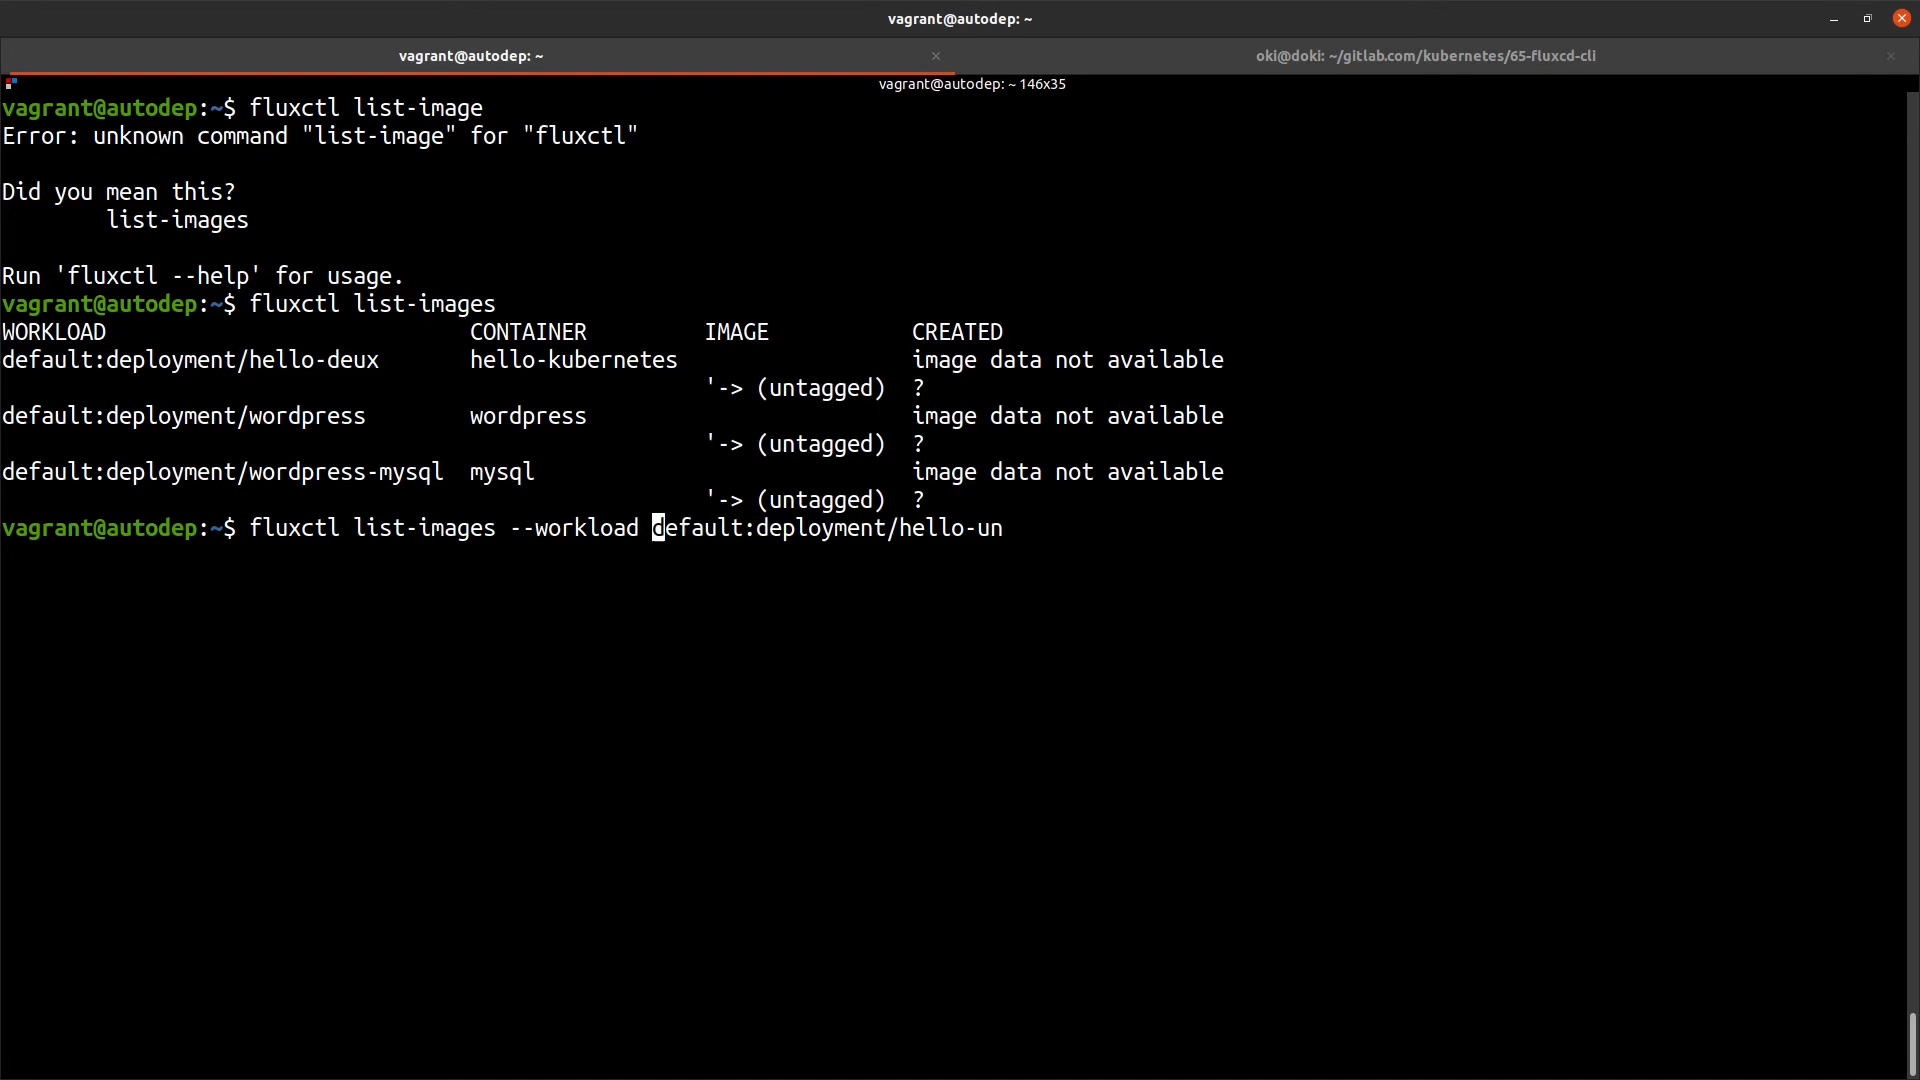 vagrant@autodep: ~
vagrant@autodep: ~
oki@doki: ~/gitlab.com/kubernetes/65-fluxcd-cli
vagrant@autodep: ~ 146x35
vagrant@autodep:~$ fluxctl list-image
Error: unknown command "list-image" for "fluxctl"
Did you mean this?
        list-images
Run 'fluxctl --help' for usage.
vagrant@autodep:~$ fluxctl list-images
WORKLOAD                            CONTAINER         IMAGE           CREATED
default:deployment/hello-deux       hello-kubernetes                  image data not available
                                                      '-> (untagged)  ?
default:deployment/wordpress        wordpress                         image data not available
                                                      '-> (untagged)  ?
default:deployment/wordpress-mysql  mysql                             image data not available
                                                      '-> (untagged)  ?
vagrant@autodep:~$ fluxctl list-images --workload default:deployment/hello-un